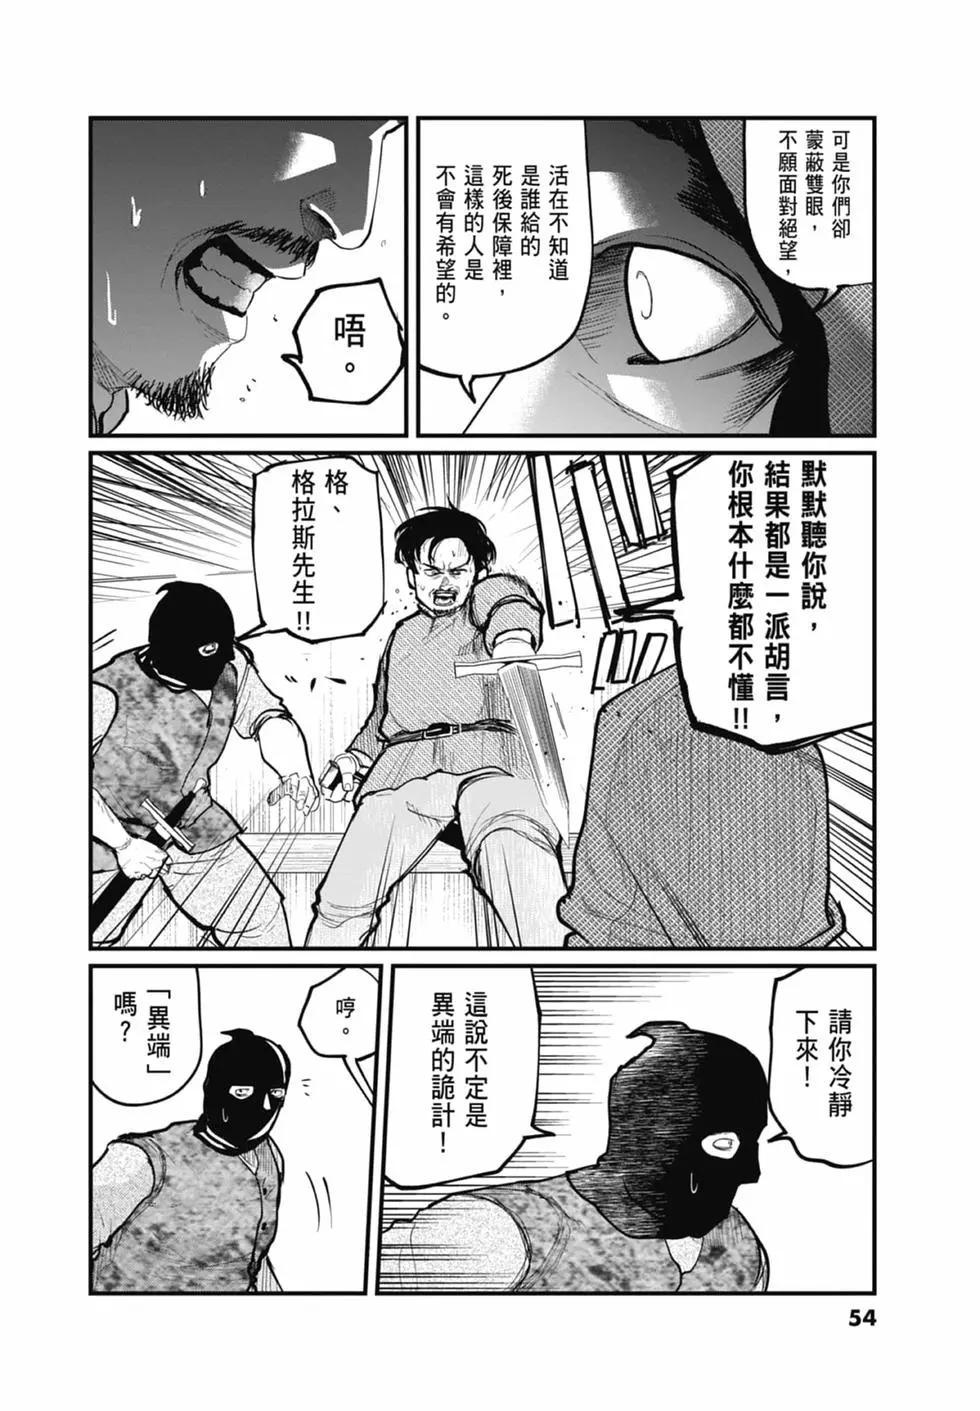 可是你們卻
蒙蔽雙眼，
不願面對絕望，
活在不知道
是誰給的
死後保障裡，
這樣的人是
不會有希望的。
唔。
默默聽你說，
結果都是一派胡言，
你根本什麼都不懂!!
格、
格拉斯先生!!
請你冷靜
下來！
這說不定是
異端的詭計！
哼。
「異端」
嗎？
54